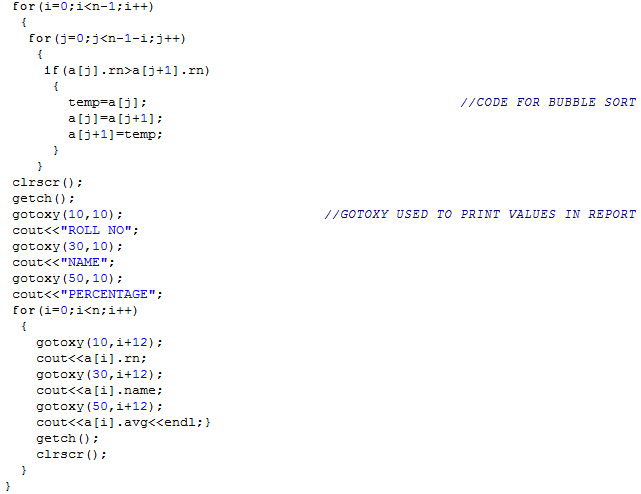 for(i=0;i<n-1;i++)
{
for(j=0;j<n-1-i;j++)
{
if(a[j].rn>a[j+1].rn)
{
temp=a[j]; //CODE FOR BUBBLE SORT
a[j]=a[j+1];
a[j+1]=temp;
}
}
clrscr();
getch();
gotoxy(10,10); //GOTOXY USED TO PRINT VALUES IN REPORT
cout<<"ROLL NO";
gotoxy(30,10);
cout<<"NAME";
gotoxy(50,10);
cout<<"PERCENTAGE";
for(i=0;i<n;i++)
{
gotoxy(10,i+12);
cout<<a[i].rn;
gotoxy(30,i+12);
cout<<a[i].name;
gotoxy(50,i+12);
cout<<a[i].avg<<endl;}
getch();
clrscr();
}
}